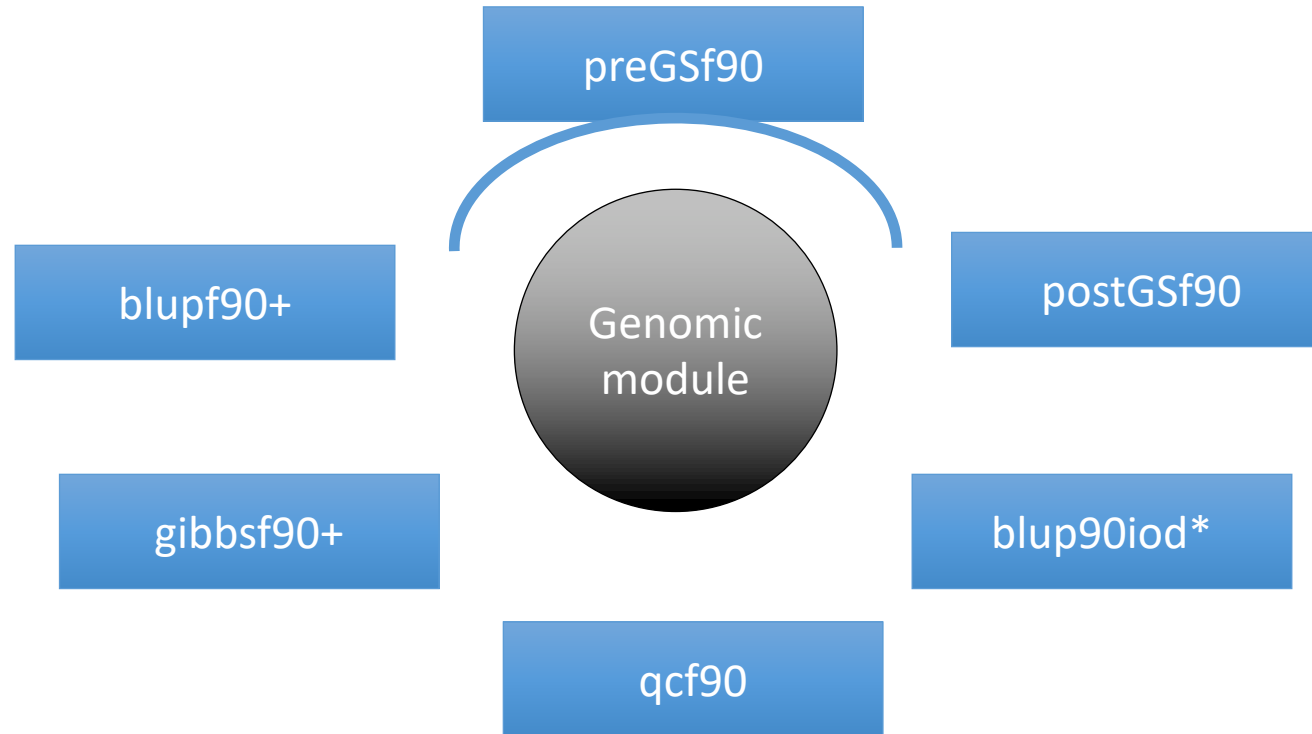 preGSf90
blupf90+
postGSf90
Genomic
module
gibbsf90+
blup90iod*
qcf90